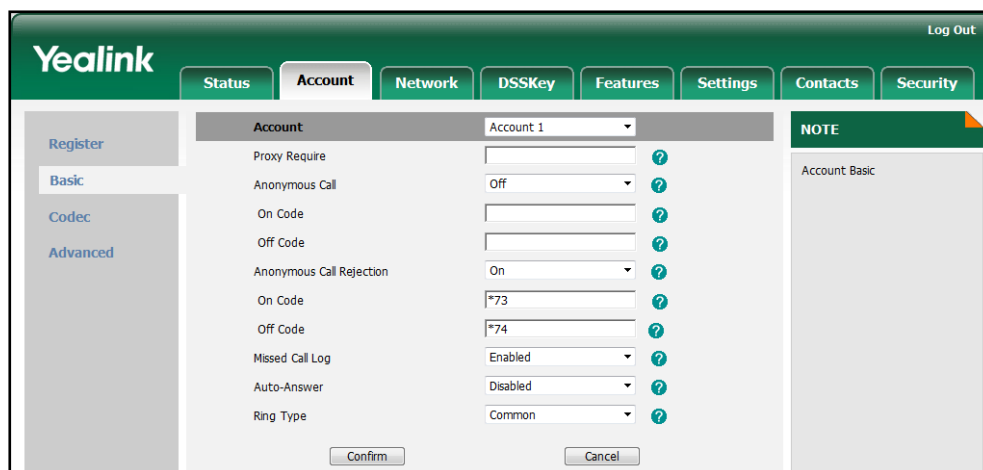 Log Out
Yealink
Status Account Network DSSKey Features Settings Contacts Security
Register
Basic
Codec
Advanced
Account Account 1
Proxy Require ?
Anonymous Call Off ?
On Code ?
Off Code ?
Anonymous Call Rejection On ?
On Code *73 ?
Off Code *74 ?
Missed Call Log Enabled ?
Auto-Answer Disabled ?
Ring Type Common ?
Confirm Cancel
NOTE
Account Basic